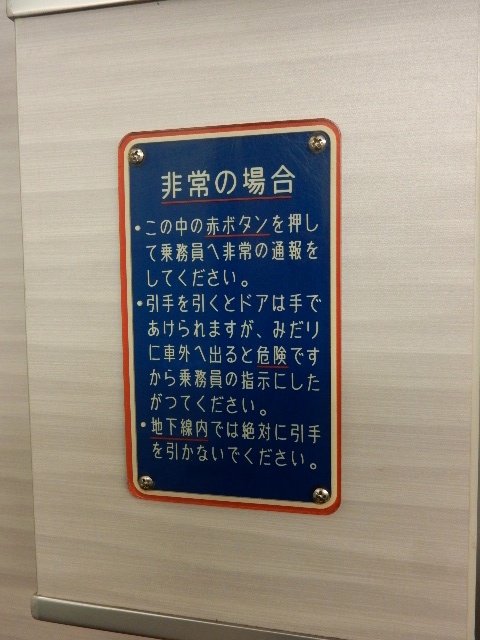 非常の場合
・この中の赤ボタンを押し
て乗務員へ非常の通報を
してください。
・引手を引くとドアは手で
あけられますが、みだり
に車外へ出ると危険です
から乗務員の指示にした
がつてください。
・地下線内では絶対に引手
を引かないでください。